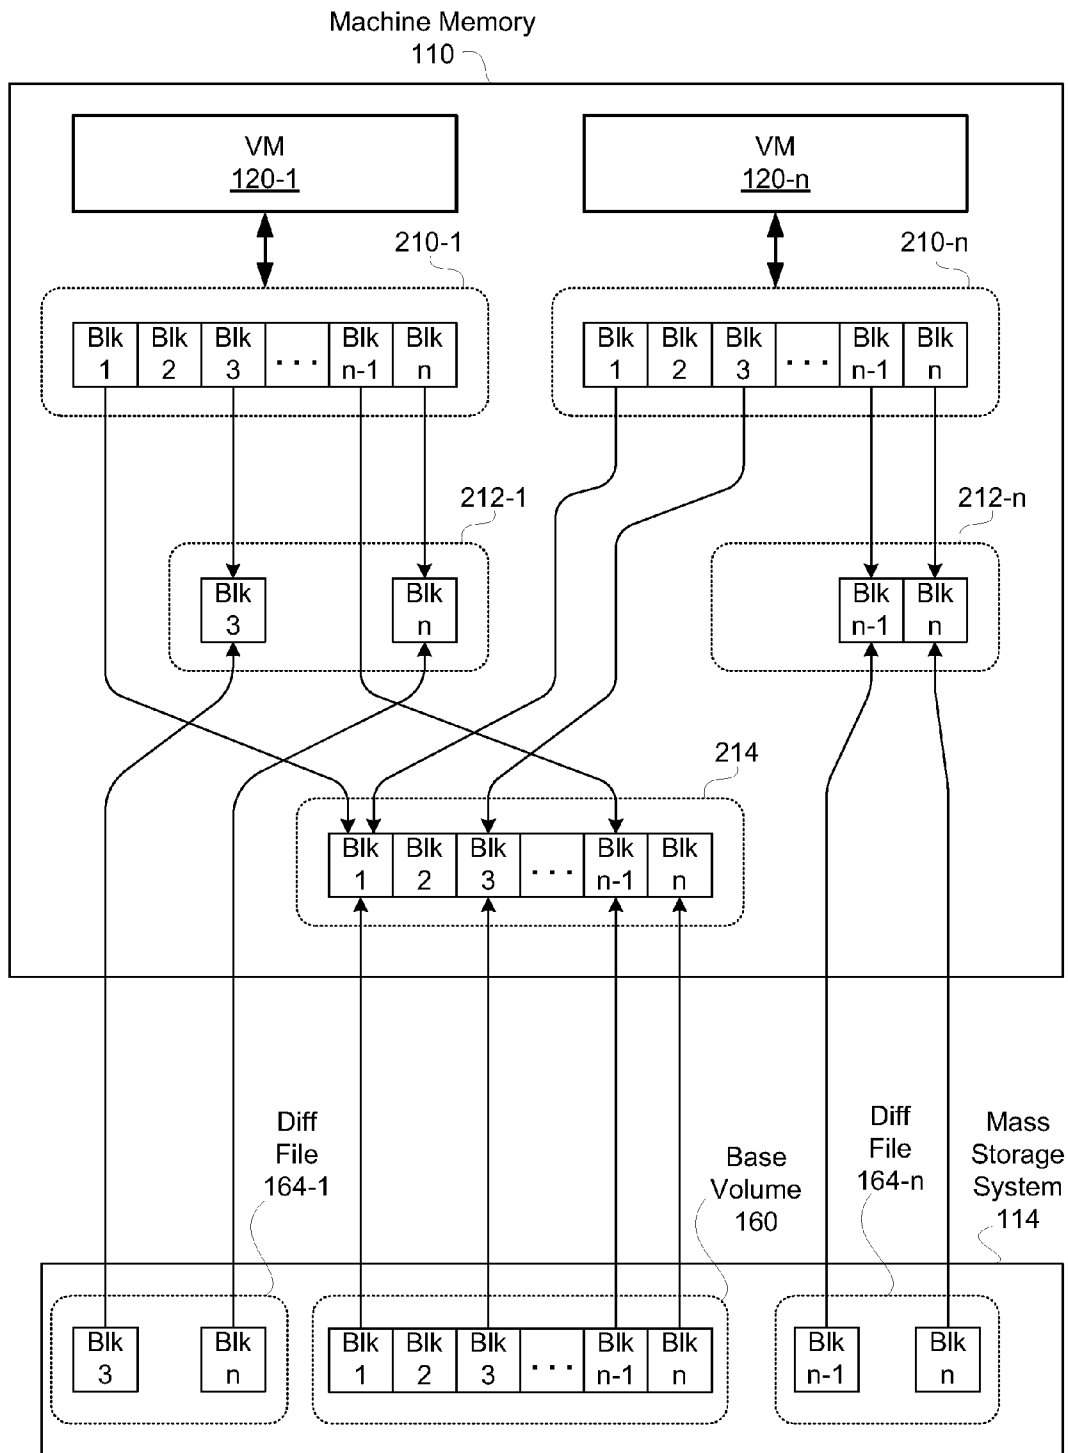 Machine Memory
110
VM
120-1
VM
120-n
210-1
210-n
Blk 1 Blk 2 Blk 3 ... Blk n-1 Blk n
Blk 1 Blk 2 Blk 3 ... Blk n-1 Blk n
212-1
212-n
Blk 3
Blk n
Blk n-1 Blk n
214
Blk 1 Blk 2 Blk 3 ... Blk n-1 Blk n
Diff
File
164-1
Base
Volume
160
Diff
File
164-n
Mass
Storage
System
114
Blk 3
Blk n
Blk 1 Blk 2 Blk 3 ... Blk n-1 Blk n
Blk n-1
Blk n